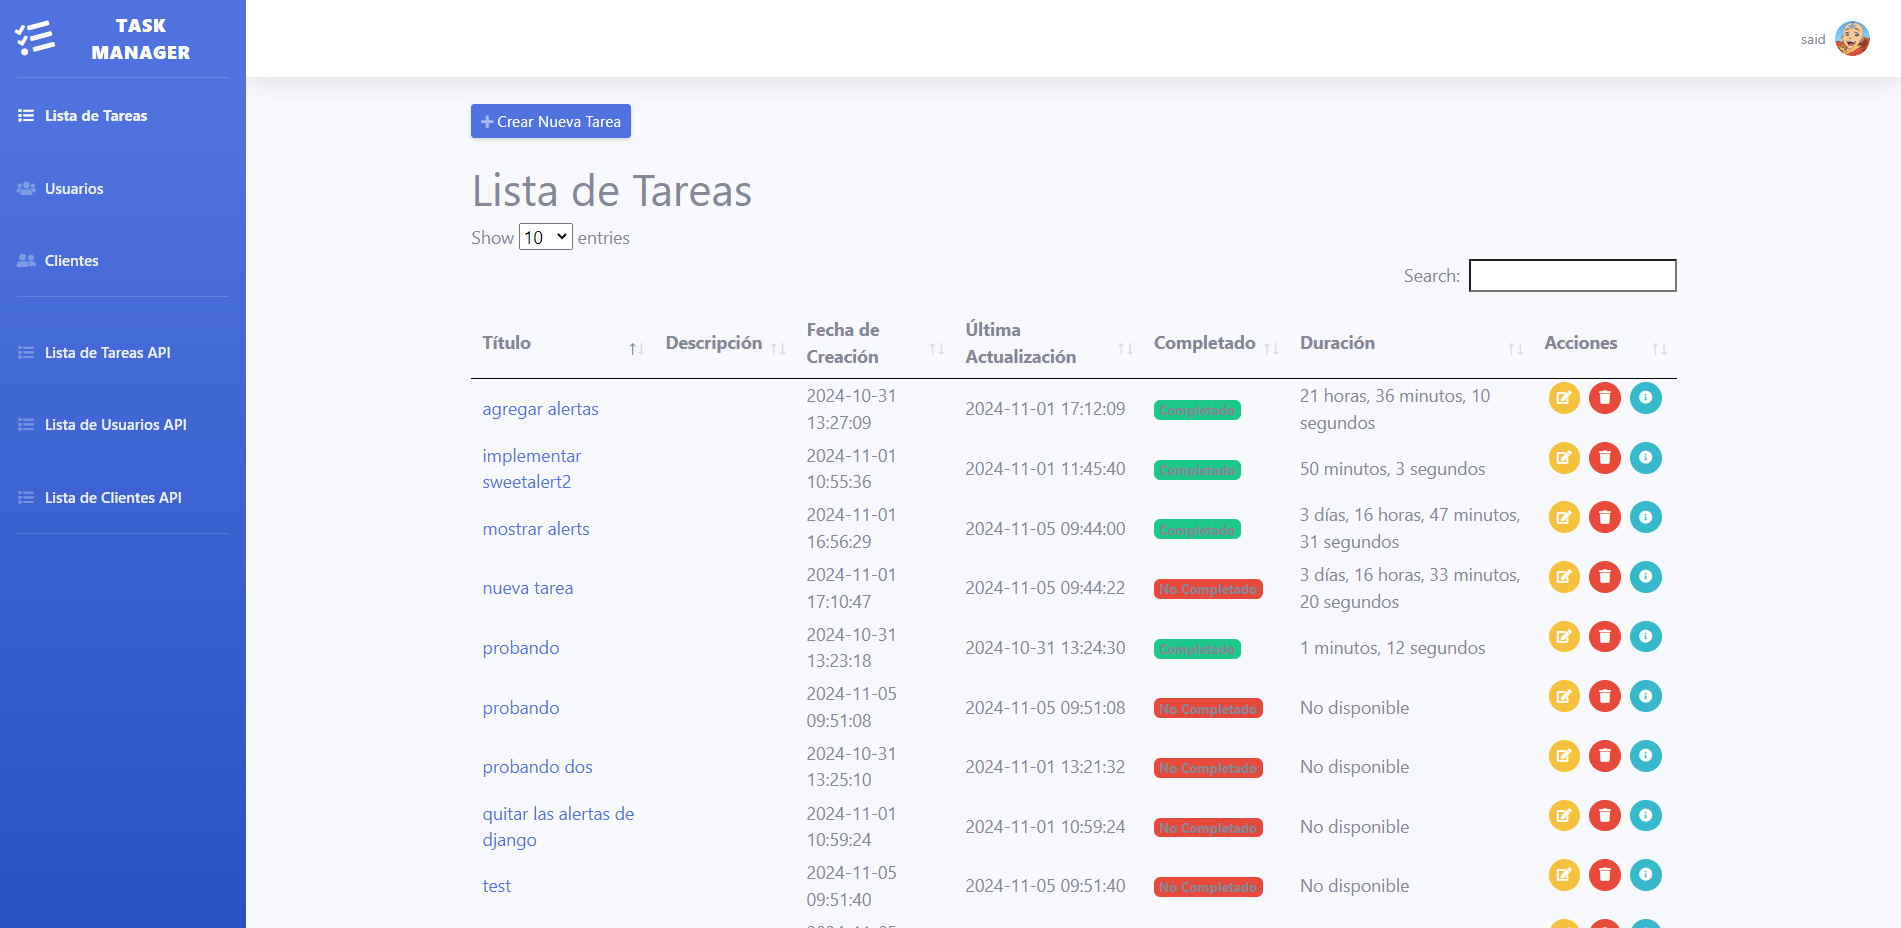 TASK
MANAGER
said
Lista de Tareas
Usuarios
Clientes
Lista de Tareas API
Lista de Usuarios API
Lista de Clientes API
Crear Nueva Tarea
Lista de Tareas
Show 10 entries
Search:
Título Descripción Fecha de Creación Última Actualización Completado Duración Acciones
agregar alertas 2024-10-31 13:27:09 2024-11-01 17:12:09 Completado 21 horas, 36 minutos, 10 segundos
implementar sweetalert2 2024-11-01 10:55:36 2024-11-01 11:45:40 Completado 50 minutos, 3 segundos
mostrar alerts 2024-11-01 16:56:29 2024-11-05 09:44:00 Completado 3 días, 16 horas, 47 minutos, 31 segundos
nueva tarea 2024-11-01 17:10:47 2024-11-05 09:44:22 No Completado 3 días, 16 horas, 33 minutos, 20 segundos
probando 2024-10-31 13:23:18 2024-10-31 13:24:30 Completado 1 minutos, 12 segundos
probando 2024-11-05 09:51:08 2024-11-05 09:51:08 No Completado No disponible
probando dos 2024-10-31 13:25:10 2024-11-01 13:21:32 No Completado No disponible
quitar las alertas de django 2024-11-01 10:59:24 2024-11-01 10:59:24 No Completado No disponible
test 2024-11-05 09:51:40 2024-11-05 09:51:40 No Completado No disponible